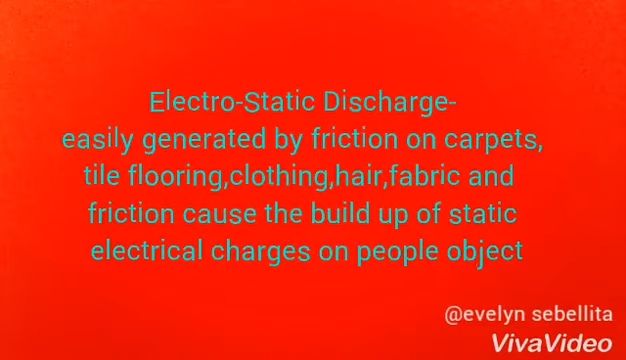 Electro-Static Discharge-
easily generated by friction on carpets,
tile flooring,clothing,hair,fabric and
friction cause the build up of static
electrical charges on people object
@evelyn sebellita
VivaVideo